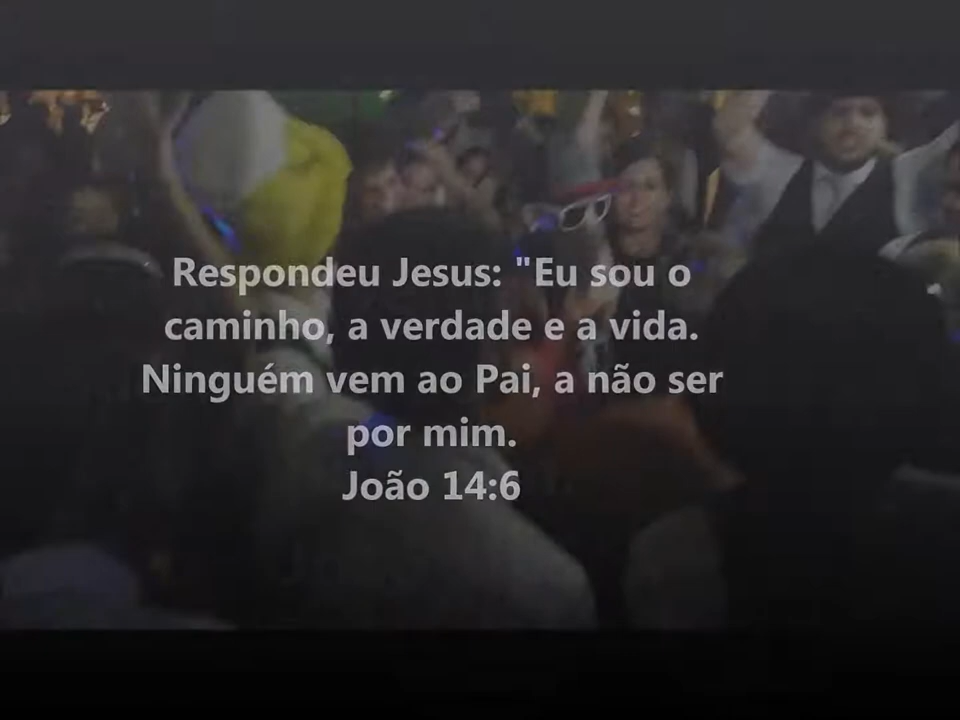 Respondeu Jesus: "Eu sou o
caminho, a verdade e a vida.
Ninguém vem ao Pai, a não ser
por mim.
João 14:6